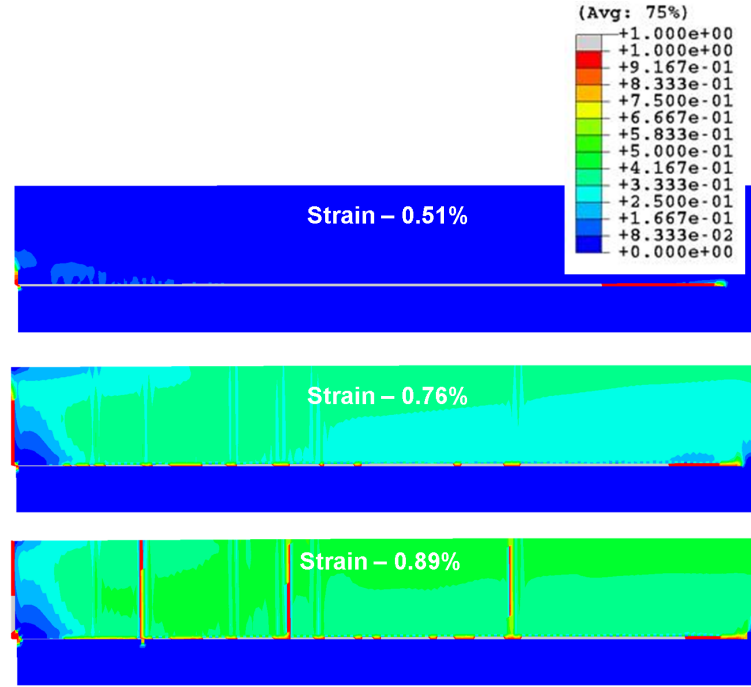 (Avg: 75%)
+1.000e+00
+1.000e+00
+9.167e-01
+8.333e-01
+7.500e-01
+6.667e-01
+5.833e-01
+5.000e-01
+4.167e-01
+3.333e-01
+2.500e-01
+1.667e-01
+8.333e-02
+0.000e+00
Strain – 0.51%
Strain – 0.76%
Strain – 0.89%